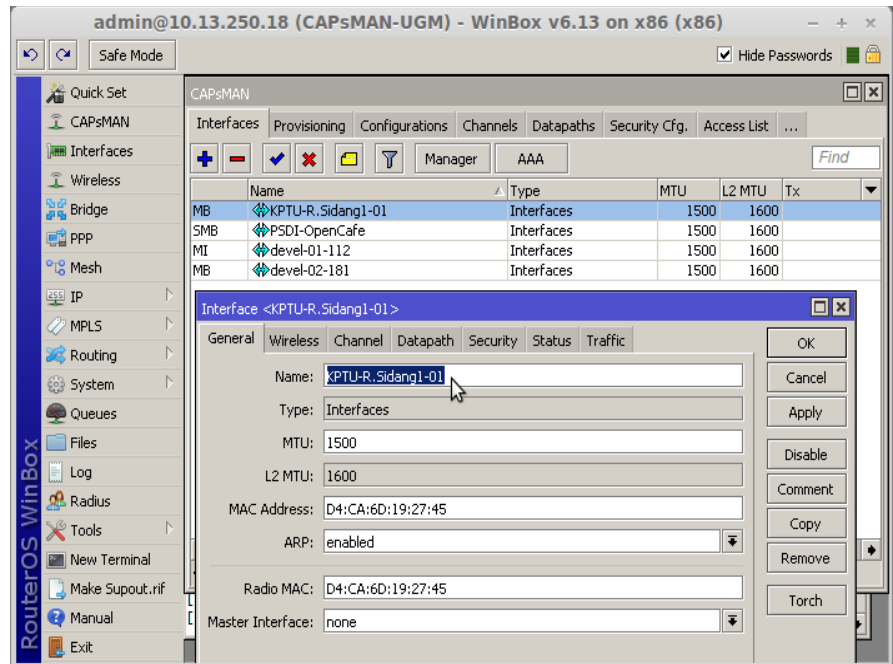 admin@10.13.250.18 (CAPsMAN-UGM) - WinBox v6.13 on x86 (x86)
Safe Mode
Hide Passwords
RouterOS WinBox
Quick Set
CAPsMAN
Interfaces
Wireless
Bridge
PPP
Mesh
IP
MPLS
Routing
System
Queues
Files
Log
Radius
Tools
New Terminal
Make Supout.rif
Manual
Exit
CAPsMAN
Interfaces Provisioning Configurations Channels Datapaths Security Cfg. Access List ...
Manager AAA Find
Name Type MTU L2 MTU Tx
MB KPTU-R.Sidang1-01 Interfaces 1500 1600
SMB PSDI-OpenCafe Interfaces 1500 1600
MI devel-01-112 Interfaces 1500 1600
MB devel-02-181 Interfaces 1500 1600
Interface <KPTU-R.Sidang1-01>
General Wireless Channel Datapath Security Status Traffic
Name: KPTU-R.Sidang1-01
Type: Interfaces
MTU: 1500
L2 MTU: 1600
MAC Address: D4:CA:6D:19:27:45
ARP: enabled
Radio MAC: D4:CA:6D:19:27:45
Master Interface: none
OK
Cancel
Apply
Disable
Comment
Copy
Remove
Torch